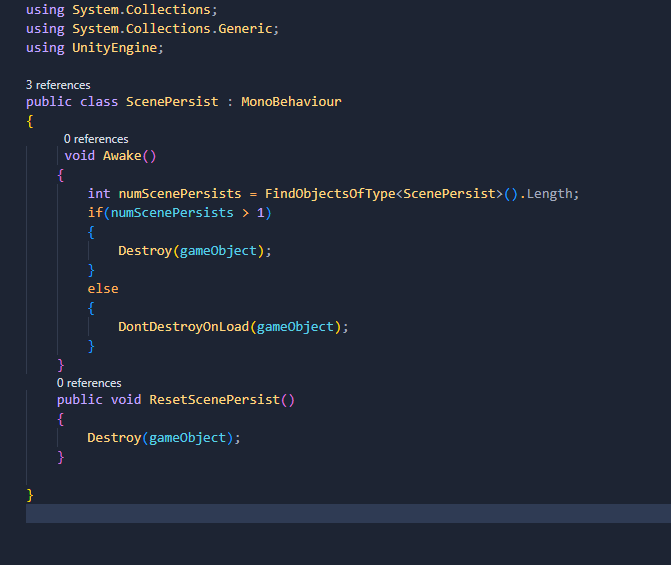 using System.Collections;
using System.Collections.Generic;
using UnityEngine;
3 references
public class ScenePersist : MonoBehaviour
{
0 references
void Awake()
{
int numScenePersists = FindObjectsOfType<ScenePersist>().Length;
if(numScenePersists > 1)
{
Destroy(gameObject);
}
else
{
DontDestroyOnLoad(gameObject);
}
}
0 references
public void ResetScenePersist()
{
Destroy(gameObject);
}
}